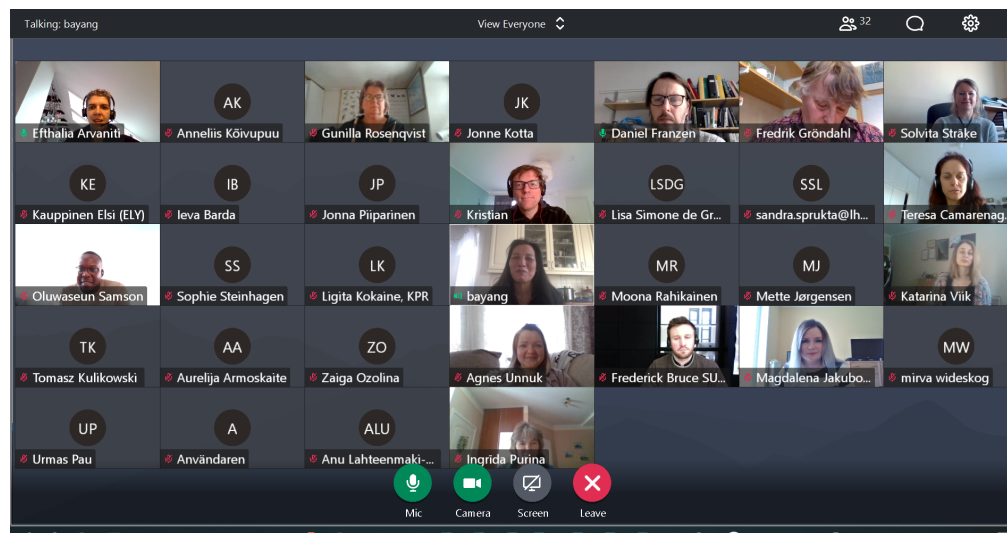 Talking: bayang
View Everyone
32
Efthalia Arvaniti
AK
Anneliis Kõivupuu
Gunilla Rosenqvist
JK
Jonne Kotta
Daniel Franzen
Fredrik Gröndahl
Solvita Strāķe
KE
Kauppinen Elsi (ELY)
IB
Ieva Barda
JP
Jonna Piiparinen
Kristian
LSDG
Lisa Simone de Gr...
SSL
sandra.sprukta@lh...
Teresa Camarenag.
Oluwaseun Samson
SS
Sophie Steinhagen
LK
Ligita Kokaine, KPR
bayang
MR
Moona Rahikainen
MJ
Mette Jørgensen
Katarina Viik
TK
Tomasz Kulikowski
AA
Aurelija Armoskaite
ZO
Zaiga Ozolina
Agnes Unnuk
Frederick Bruce SU...
Magdalena Jakubo...
MW
mirva wideskog
UP
Urmas Pau
A
Användaren
ALU
Anu Lahteenmaki-...
Ingrīda Puriņa
Mic
Camera
Screen
Leave